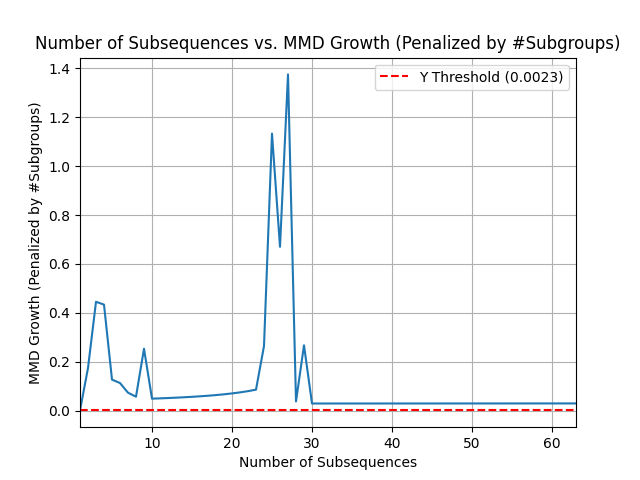 Number of Subsequences vs. MMD Growth (Penalized by #Subgroups)
Y Threshold (0.0023)
MMD Growth (Penalized by #Subgroups)
1.4
1.2
1.0
0.8
0.6
0.4
0.2
0.0
10 20 30 40 50 60
Number of Subsequences